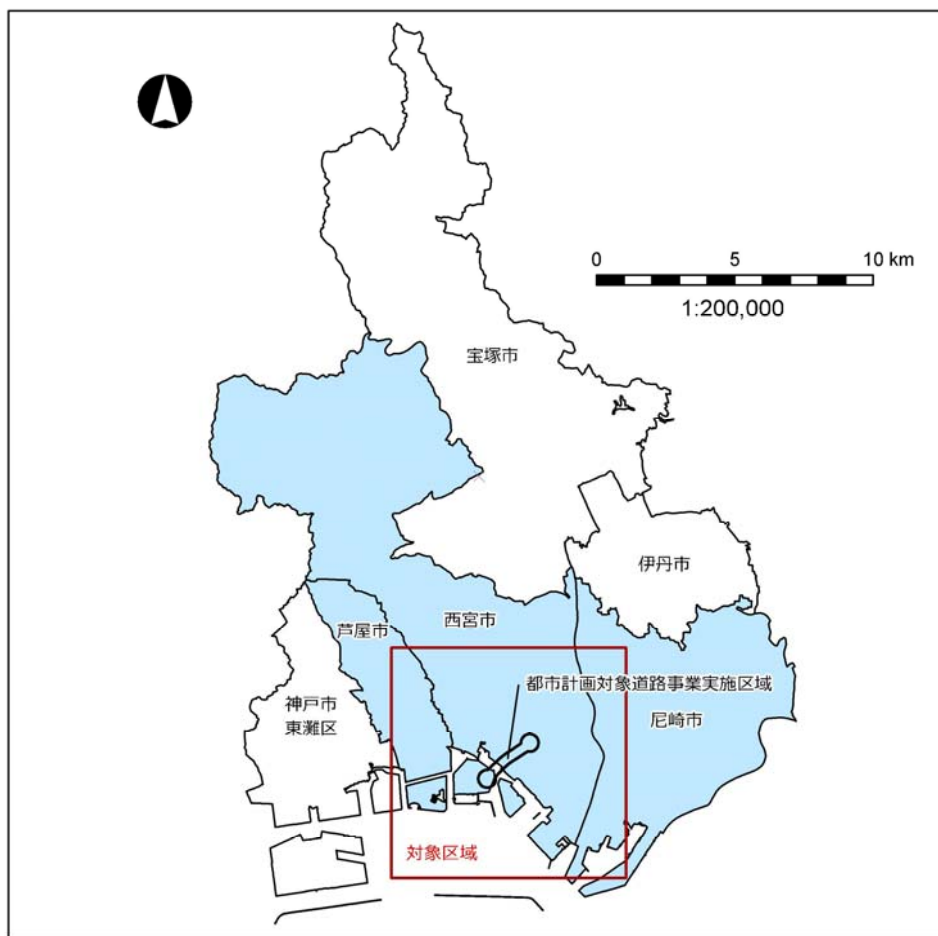 0 5 10 km
1:200,000
宝塚市
伊丹市
西宮市
芦屋市
都市計画対象道路事業実施区域
神戸市
東灘区
尼崎市
対象区域